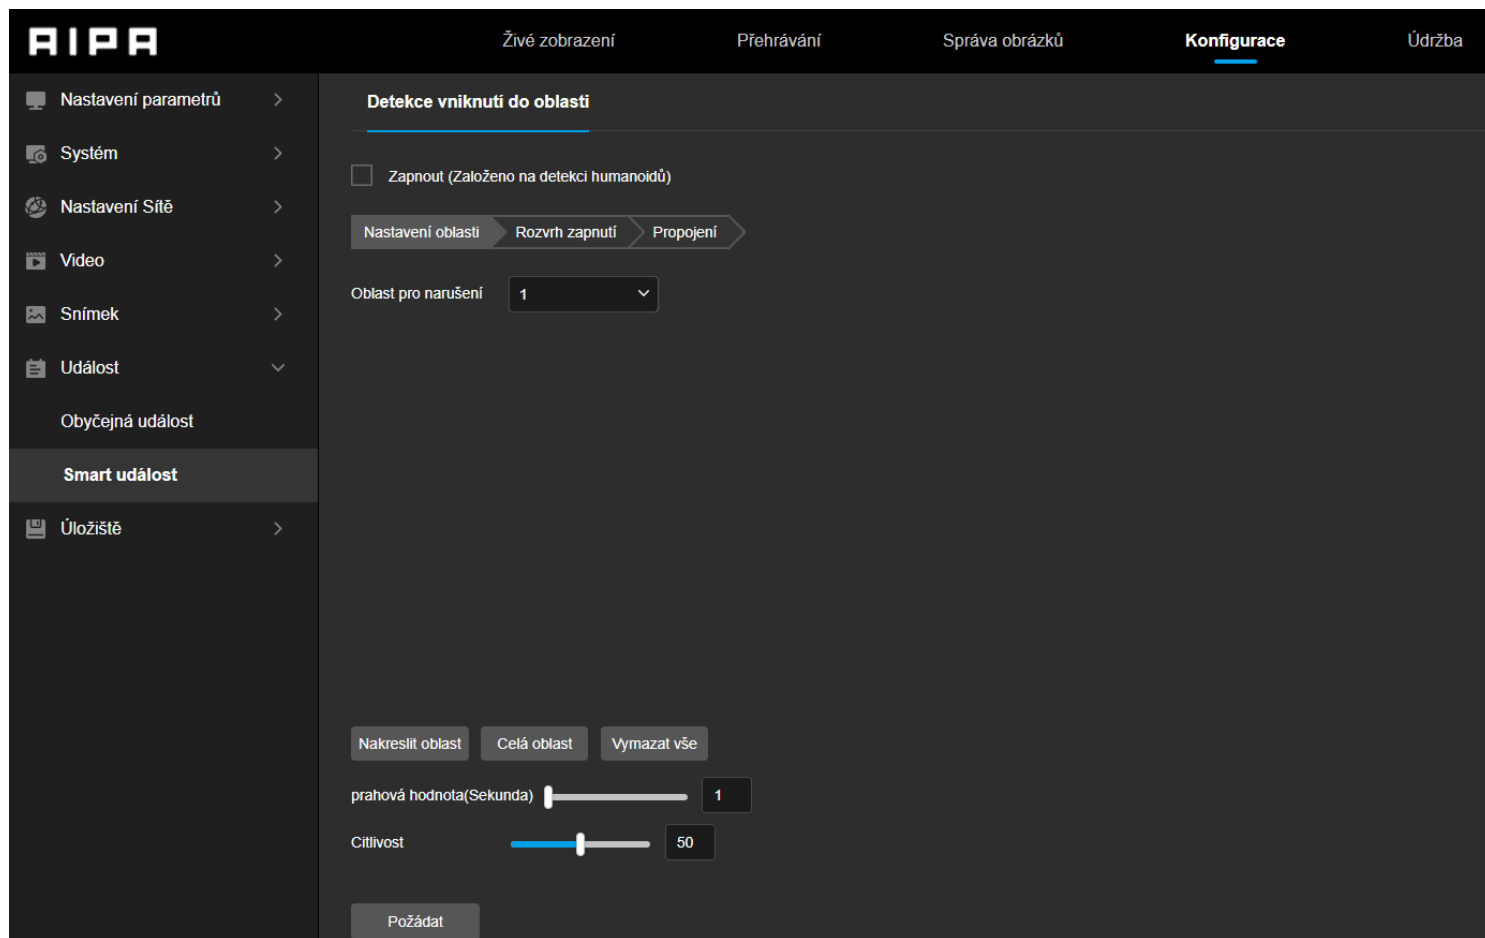 AIPA
Živé zobrazení
Přehrávání
Správa obrázků
Konfigurace
Údržba
Nastavení parametrů
Systém
Nastavení Sítě
Video
Snímek
Událost
Obyčejná událost
Smart událost
Úložiště
Detekce vniknutí do oblasti
Zapnout (Založeno na detekci humanoidů)
Nastavení oblasti
Rozvrh zapnutí
Propojení
Oblast pro narušení
1
Nakreslit oblast
Celá oblast
Vymazat vše
prahová hodnota(Sekunda)
1
Citlivost
50
Požádat